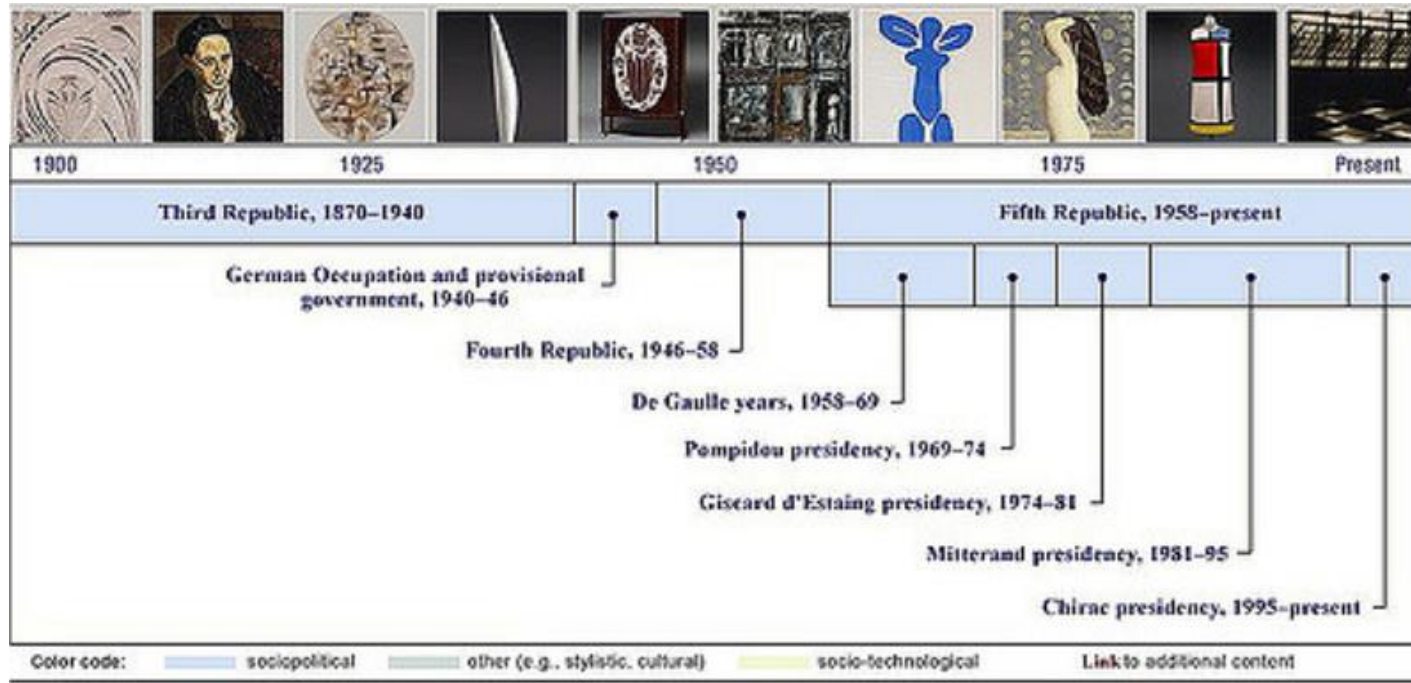 1900 1925 1950 1975 Present
Third Republic, 1870–1940
Fifth Republic, 1958–present
German Occupation and provisional
government, 1940–46
Fourth Republic, 1946–58
De Gaulle years, 1958–69
Pompidou presidency, 1969–74
Giscard d'Estaing presidency, 1974–81
Mitterand presidency, 1981–95
Chirac presidency, 1995–present
Color code: sociopolitical other (e.g., stylistic, cultural) socio-technological Link to additional content